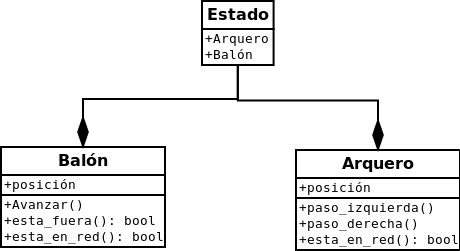 Estado
+Arquero
+Balón
Balón
+posición
+Avanzar()
+esta_fuera(): bool
+esta_en_red(): bool
Arquero
+posición
+paso_izquierda()
+paso_derecha()
+esta_en_red(): bool